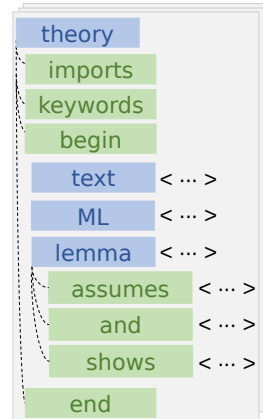 theory
imports
keywords
begin
text < ··· >
ML < ··· >
lemma < ··· >
assumes < ··· >
and < ··· >
shows < ··· >
end